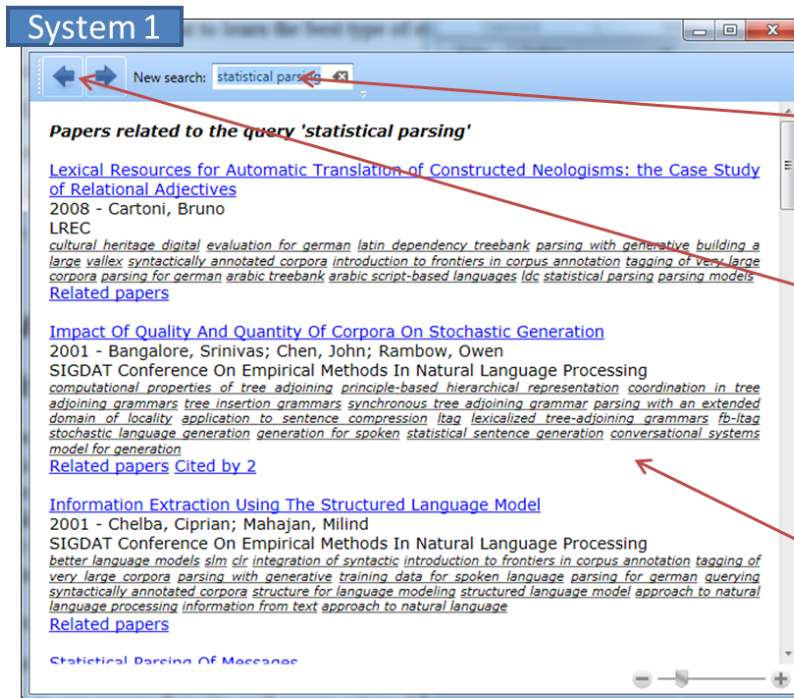 System 1
to learn the best type of
New search: statistical parsing
Papers related to the query 'statistical parsing'
Lexical Resources for Automatic Translation of Constructed Neologisms: the Case Study
of Relational Adjectives
2008 - Cartoni, Bruno
LREC
cultural heritage digital evaluation for german latin dependency treebank parsing with generative building a
large vallex syntactically annotated corpora introduction to frontiers in corpus annotation tagging of very large
corpora parsing for german arabic treebank arabic script-based languages ldc statistical parsing parsing models
Related papers
Impact Of Quality And Quantity Of Corpora On Stochastic Generation
2001 - Bangalore, Srinivas; Chen, John; Rambow, Owen
SIGDAT Conference On Empirical Methods In Natural Language Processing
computational properties of tree adjoining principle-based hierarchical representation coordination in tree
adjoining grammars tree insertion grammars synchronous tree adjoining grammar parsing with an extended
domain of locality application to sentence compression ltag lexicalized tree-adjoining grammars fb-ltag
stochastic language generation generation for spoken statistical sentence generation conversational systems
model for generation
Related papers Cited by 2
Information Extraction Using The Structured Language Model
2001 - Chelba, Ciprian; Mahajan, Milind
SIGDAT Conference On Empirical Methods In Natural Language Processing
better language models slm clr integration of syntactic introduction to frontiers in corpus annotation tagging of
very large corpora parsing with generative training data for spoken language parsing for german querying
syntactically annotated corpora structure for language modeling structured language model approach to natural
language processing information from text approach to natural language
Related papers
Statistical Parsing Of Messages